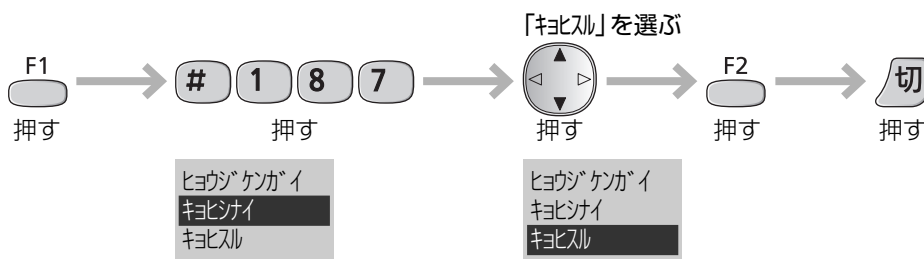 「キョヒスル」を選ぶ
F1
押す
# 1 8 7
押す
押す
F2
押す
切
押す
ヒョウジケンガイ
キョヒシナイ
キョヒスル
ヒョウジケンガイ
キョヒシナイ
キョヒスル